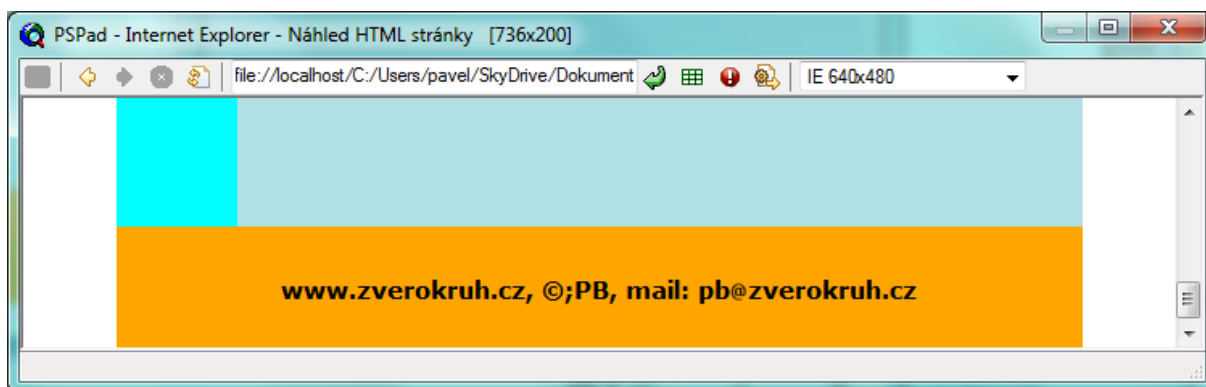 PSPad - Internet Explorer - Náhled HTML stránky [736x200]
file://localhost/C:/Users/pavel/SkyDrive/Dokument
IE 640x480
www.zverokruh.cz, ©;PB, mail: pb@zverokruh.cz